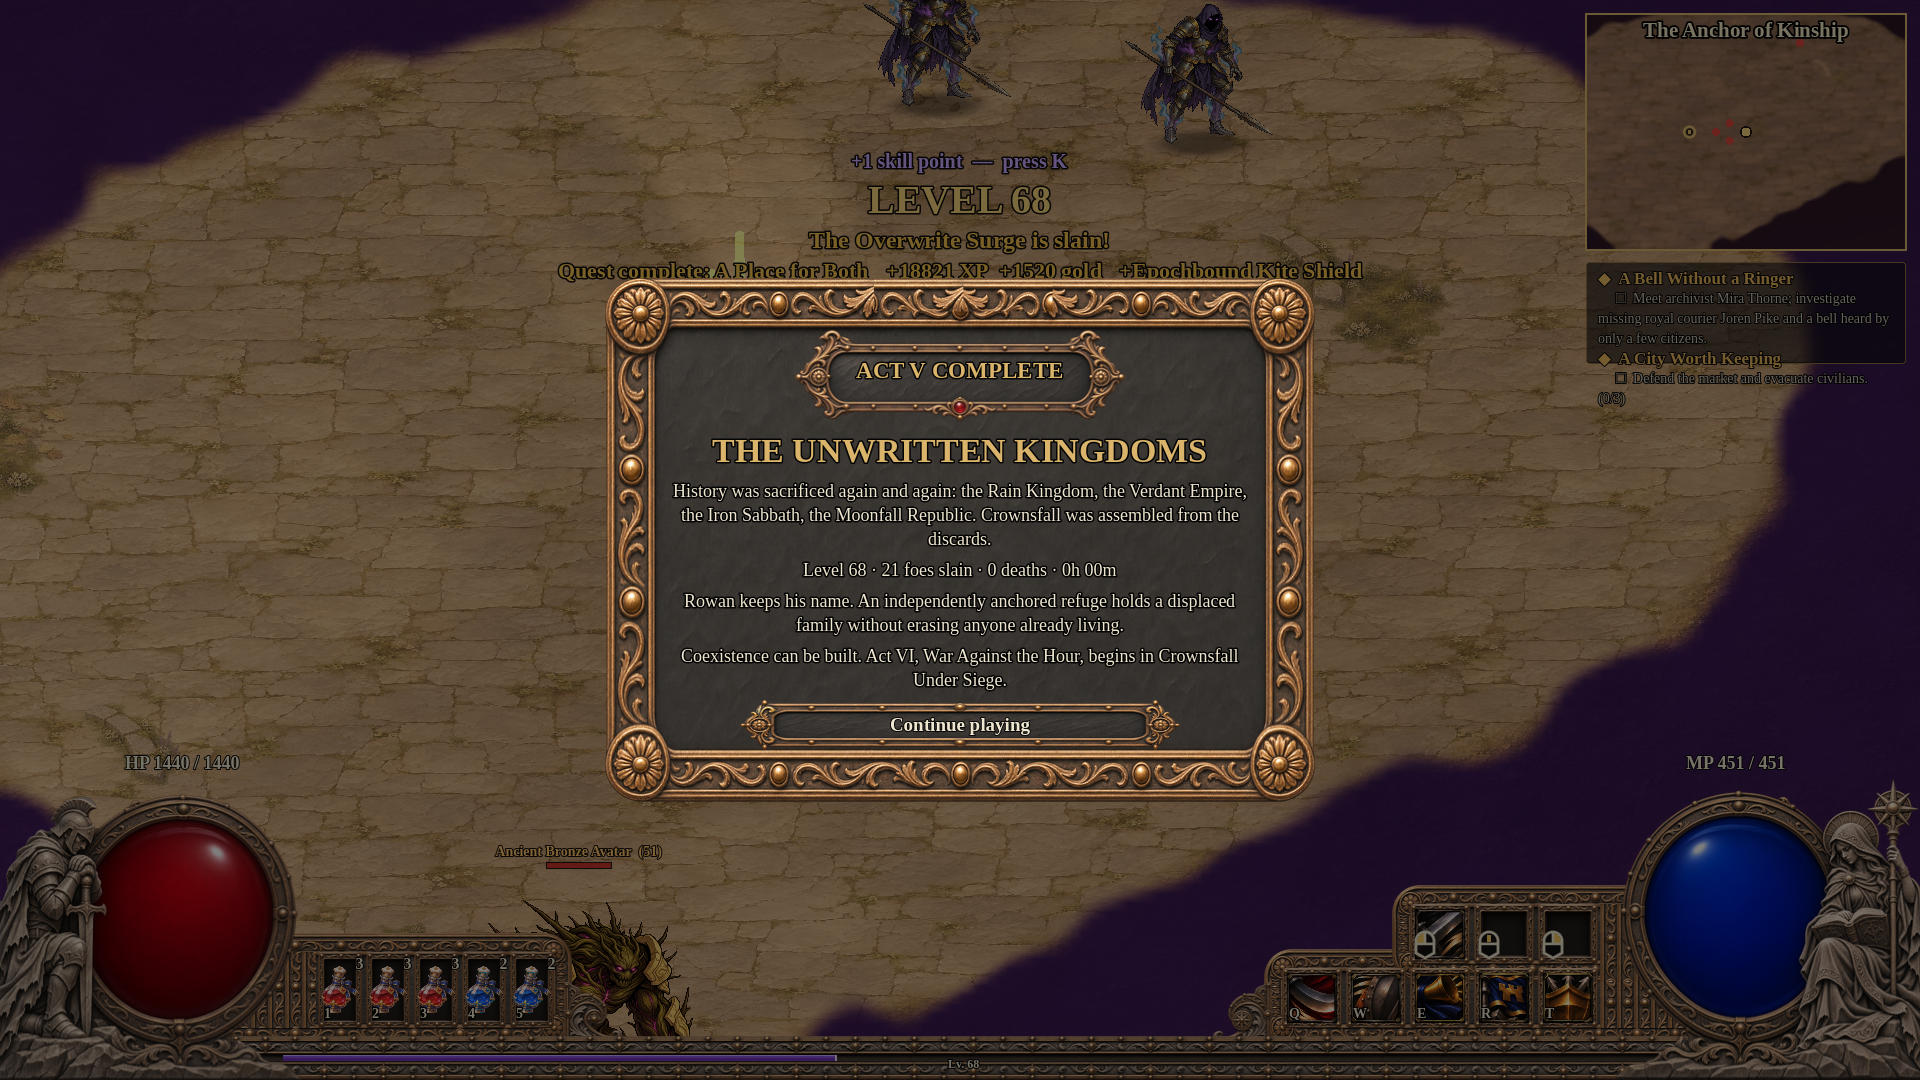 The Anchor of Kinship
+1 skill point — press K
LEVEL 68
The Overwrite Surge is slain!
Quest complete: A Place for Both +18821 XP +1520 gold +Epochbound Kite Shield
◆ A Bell Without a Ringer
☐ Meet archivist Mira Thorne; investigate
missing royal courier Joren Pike and a bell heard by
only a few citizens.
◆ A City Worth Keeping
☐ Defend the market and evacuate civilians.
(0/3)
ACT V COMPLETE
THE UNWRITTEN KINGDOMS
History was sacrificed again and again: the Rain Kingdom, the Verdant Empire,
the Iron Sabbath, the Moonfall Republic. Crownsfall was assembled from the
discards.
Level 68 · 21 foes slain · 0 deaths · 0h 00m
Rowan keeps his name. An independently anchored refuge holds a displaced
family without erasing anyone already living.
Coexistence can be built. Act VI, War Against the Hour, begins in Crownsfall
Under Siege.
Continue playing
HP 1440 / 1440
MP 451 / 451
Ancient Bronze Avatar (51)
3 3 3 2 2
1 2 3 4 5
Q W E R T
Lv. 68